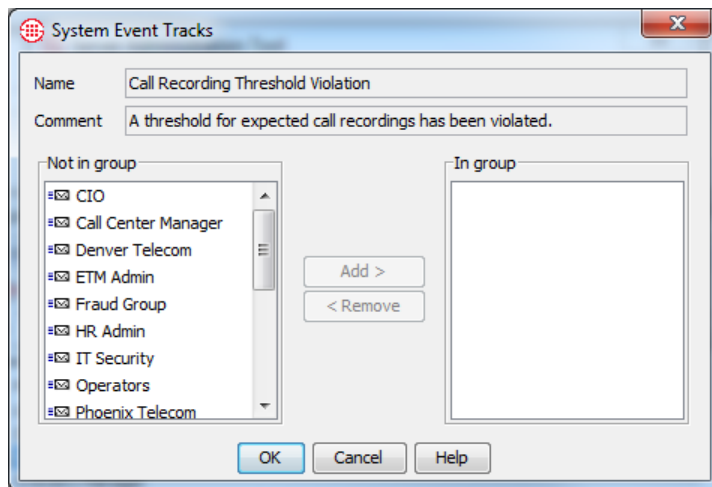 System Event Tracks
Name Call Recording Threshold Violation
Comment A threshold for expected call recordings has been violated.
Not in group
CIO
Call Center Manager
Denver Telecom
ETM Admin
Fraud Group
HR Admin
IT Security
Operators
Phoenix Telecom
Add >
< Remove
In group
OK Cancel Help